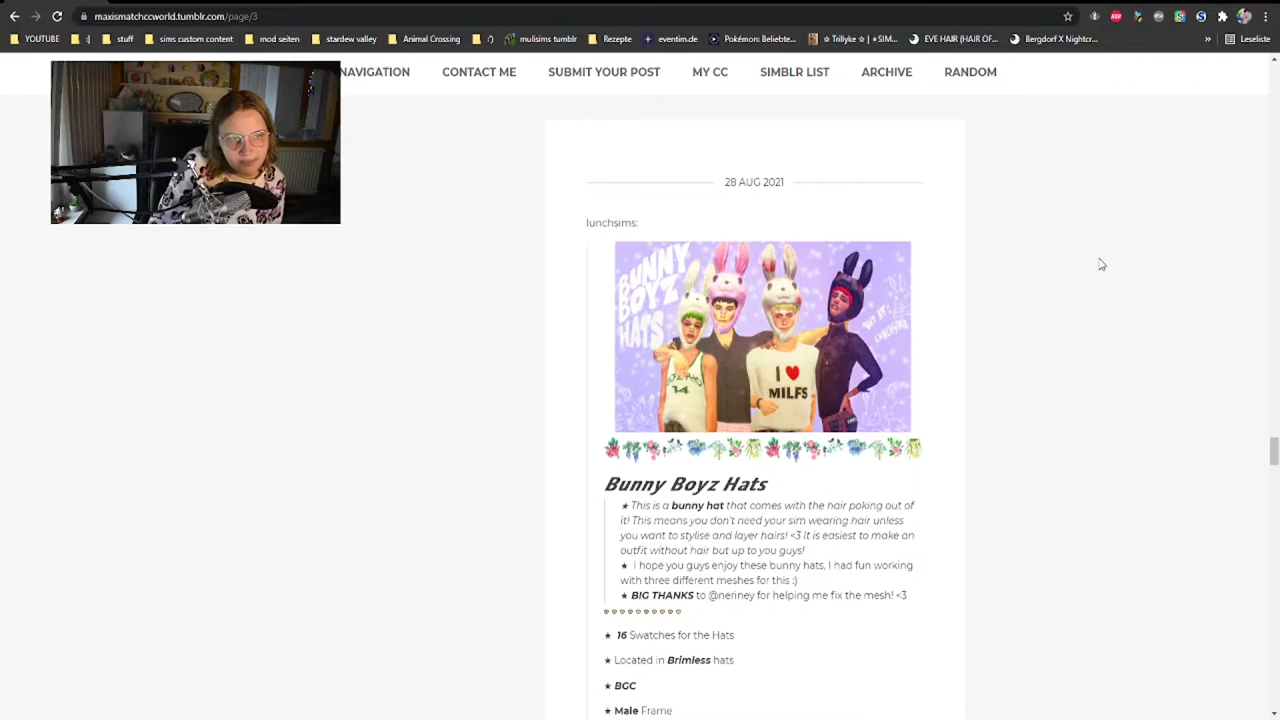 maxismatchccworld.tumblr.com/page/3
YOUTUBE :) stuff sims custom content mod seiten stardew valley Animal Crossing :) mulisims tumblr Rezepte eventim.de Pokémon: Beliebte... ☆ Trillyke ☆ | ☆SIM... EVE HAIR (HAIR OF... Bergdorf X Nightcr... » Leseliste
NAVIGATION CONTACT ME SUBMIT YOUR POST MY CC SIMBLR LIST ARCHIVE RANDOM
28 AUG 2021
lunchsims:
BUNNY
BOYZ
HATS
I ❤
MILFS
14
Bunny Boyz Hats
★ This is a bunny hat that comes with the hair poking out of
it! This means you don't need your sim wearing hair unless
you want to stylise and layer hairs! <3 It is easiest to make an
outfit without hair but up to you guys!
★ I hope you guys enjoy these bunny hats, I had fun working
with three different meshes for this :)
★ BIG THANKS to @neriney for helping me fix the mesh! <3
★ 16 Swatches for the Hats
★ Located in Brimless hats
★ BGC
★ Male Frame